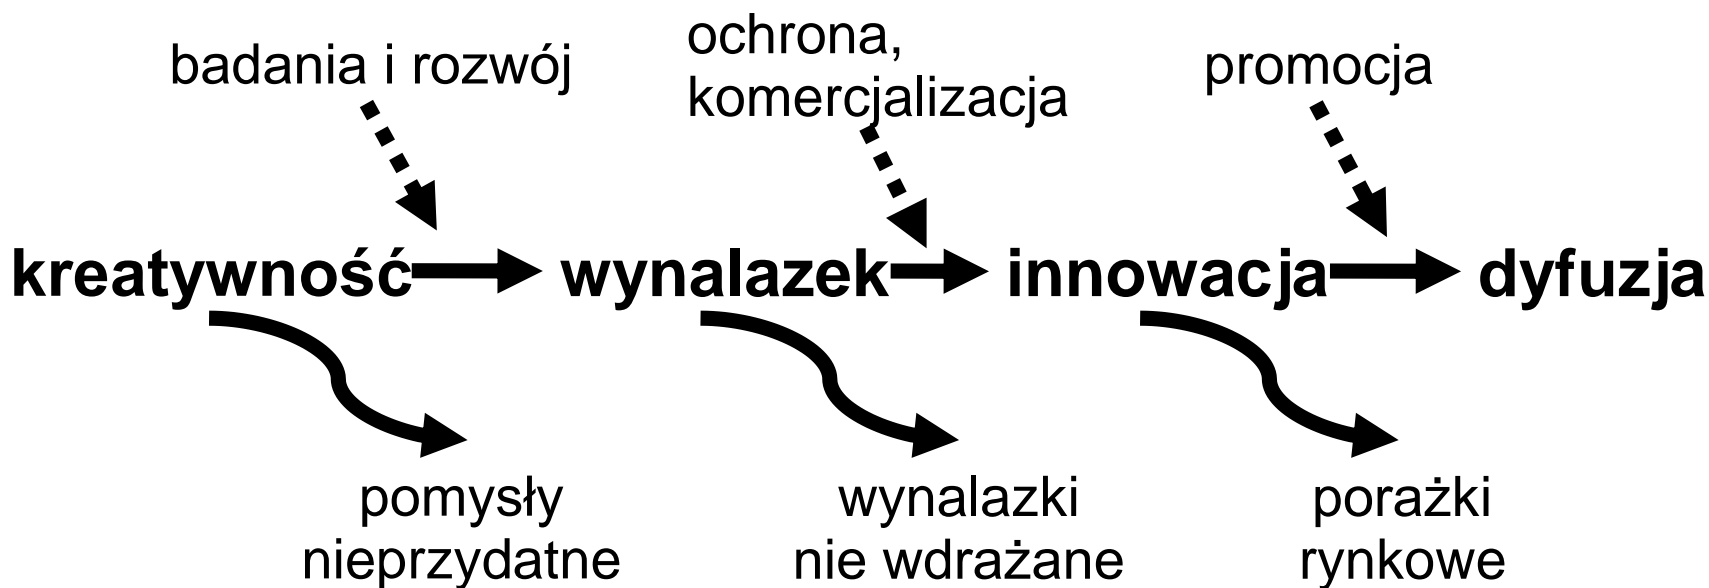 badania i rozwój
ochrona,
komercjalizacja
promocja
kreatywność
wynalazek
innowacja
dyfuzja
pomysły
nieprzydatne
wynalazki
nie wdrażane
porażki
rynkowe